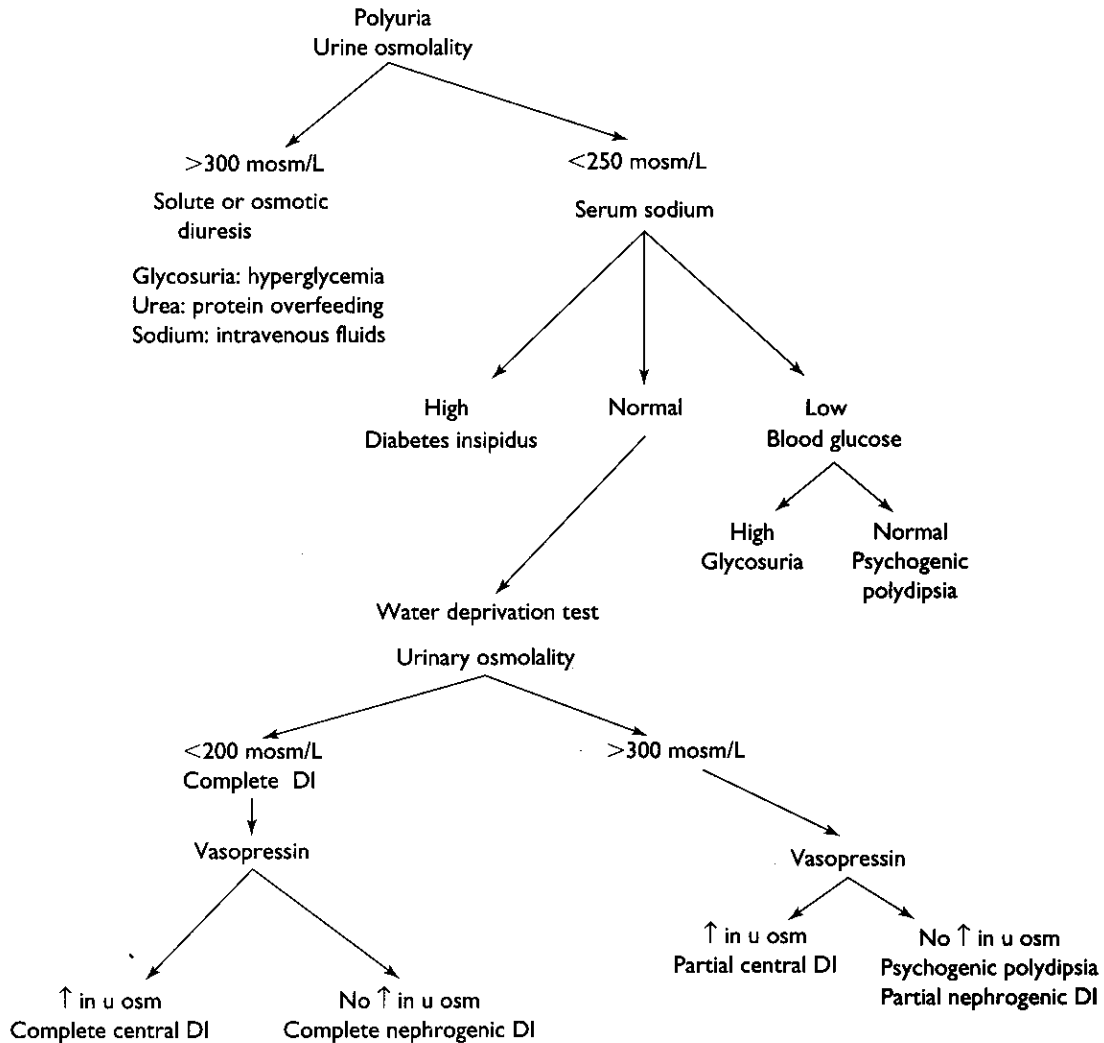 Polyuria
Urine osmolality
>300 mosm/L
Solute or osmotic
diuresis
Glycosuria: hyperglycemia
Urea: protein overfeeding
Sodium: intravenous fluids
<250 mosm/L
Serum sodium
High
Diabetes insipidus
Normal
Low
Blood glucose
High
Glycosuria
Normal
Psychogenic
polydipsia
Water deprivation test
Urinary osmolality
<200 mosm/L
Complete DI
Vasopressin
↑ in u osm
Complete central DI
No ↑ in u osm
Complete nephrogenic DI
>300 mosm/L
Vasopressin
↑ in u osm
Partial central DI
No ↑ in u osm
Psychogenic polydipsia
Partial nephrogenic DI